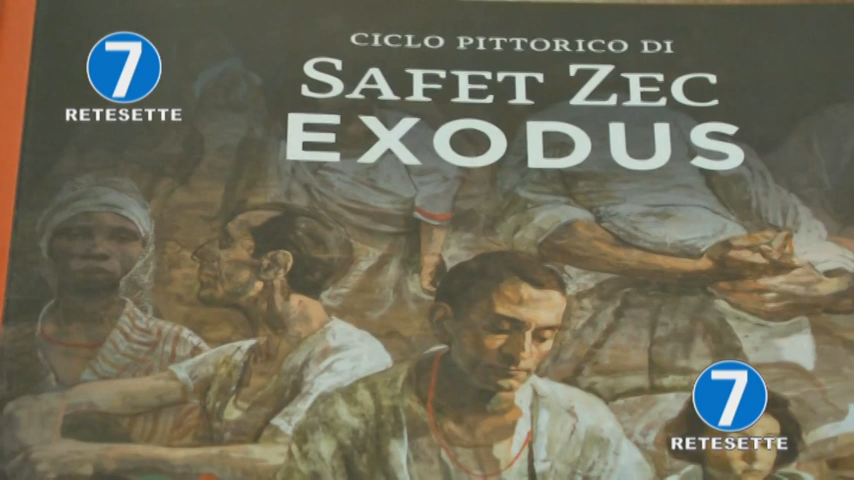 7
RETESETTE
CICLO PITTORICO DI
SAFET ZEC
EXODUS
7
RETESETTE